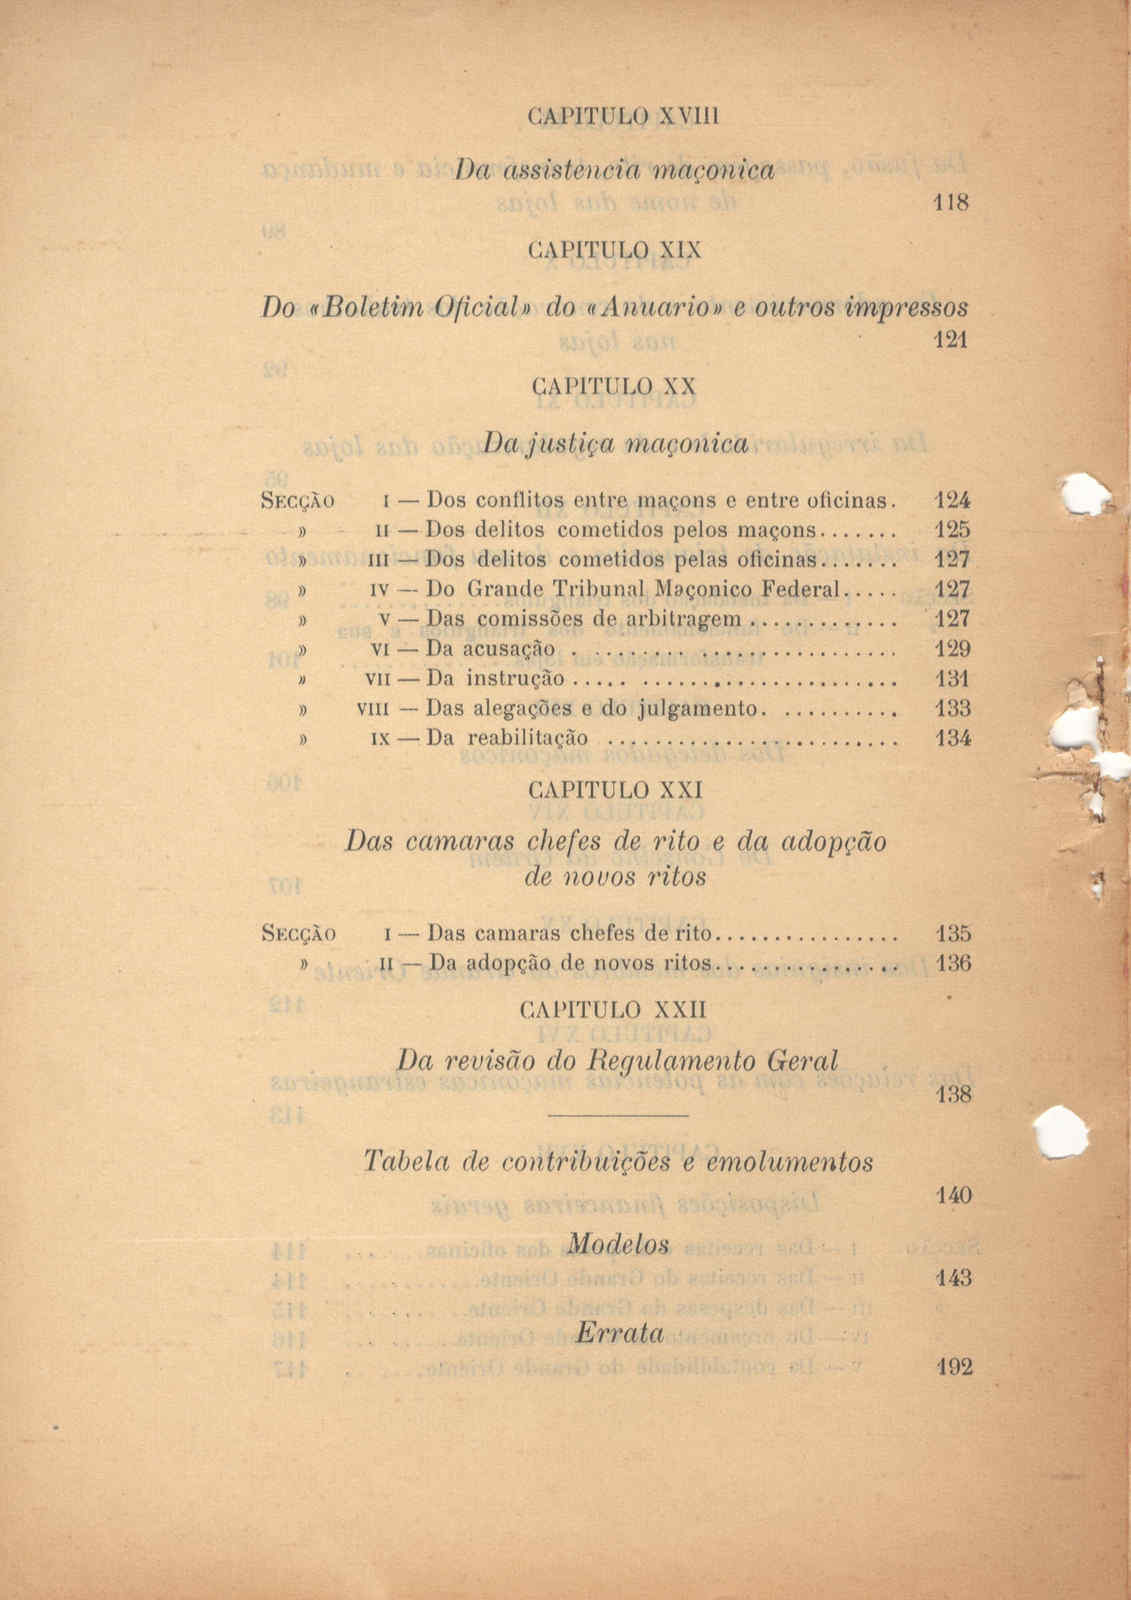 CAPITULO XVIII
Da assistencia maçonica
118
CAPITULO XIX
Do «Boletim Oficial» do «Anuario» e outros impressos
121
CAPITULO XX
Da justiça maçonica
SECÇÃO I — Dos conflitos entre maçons e entre oficinas. 124
» II — Dos delitos cometidos pelos maçons....... 125
» III — Dos delitos cometidos pelas oficinas....... 127
» IV — Do Grande Tribunal Maçonico Federal..... 127
» V — Das comissões de arbitragem ............. 127
» VI — Da acusação . ........ ................. 129
» VII — Da instrução ..... ...................... 131
» VIII — Das alegações e do julgamento. .......... 133
» IX — Da reabilitação ......................... 134
CAPITULO XXI
Das camaras chefes de rito e da adopção
de novos ritos
SECÇÃO I — Das camaras chefes de rito................ 135
» II — Da adopção de novos ritos................ 136
CAPITULO XXII
Da revisão do Regulamento Geral
138
Tabela de contribuições e emolumentos
140
Modelos
143
Errata
192